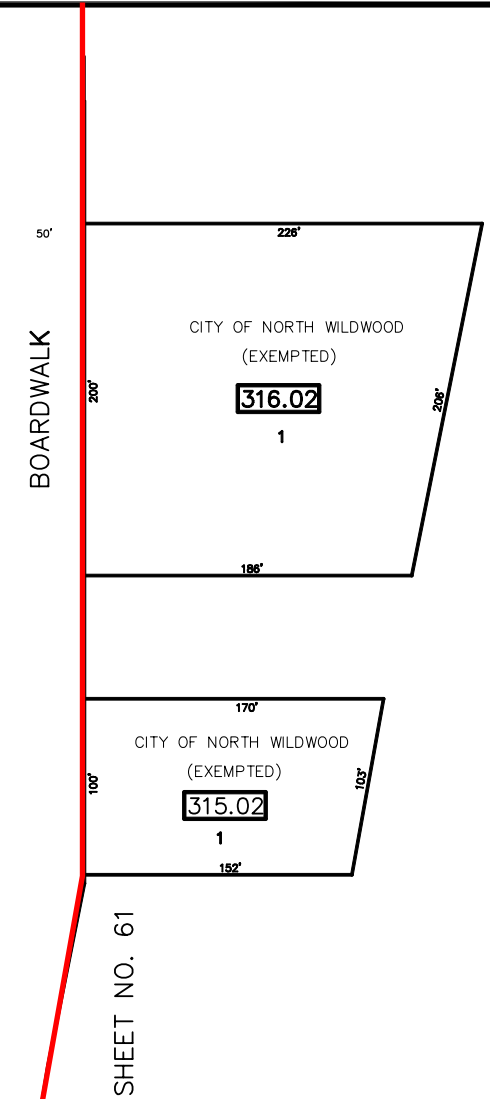 50'
226'
CITY OF NORTH WILDWOOD
(EXEMPTED)
316.02
1
BOARDWALK
200'
206'
186'
170'
CITY OF NORTH WILDWOOD
(EXEMPTED)
315.02
1
100'
103'
152'
SHEET NO. 61